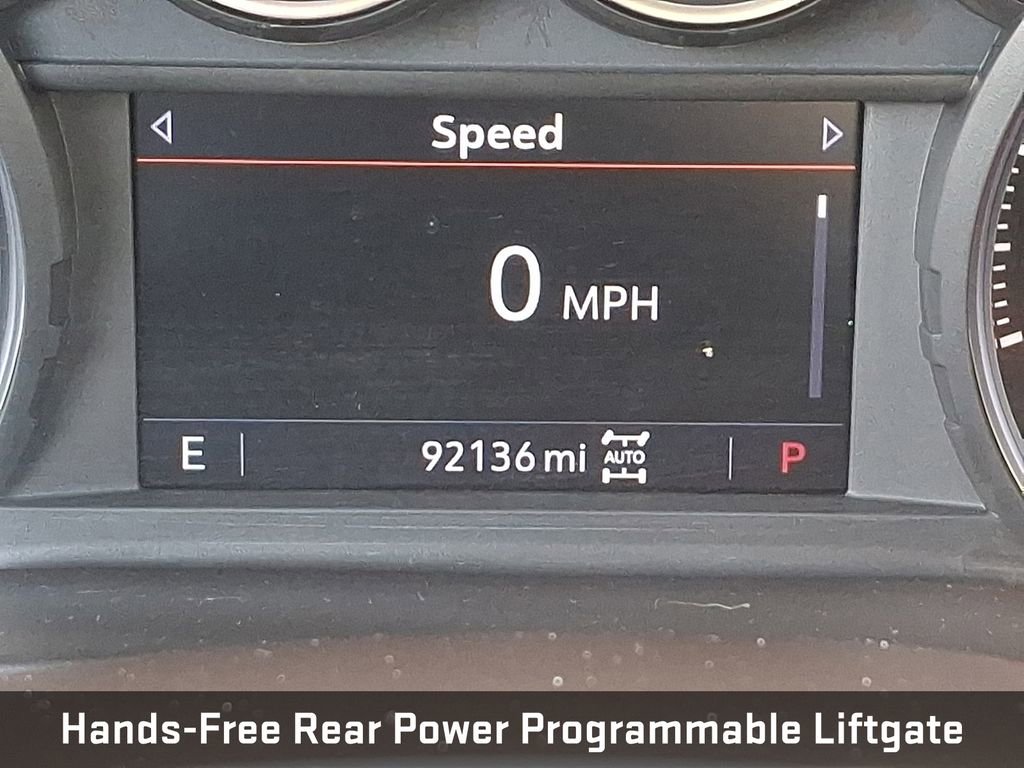 Speed
0 MPH
E 92136 mi AUTO P
Hands-Free Rear Power Programmable Liftgate